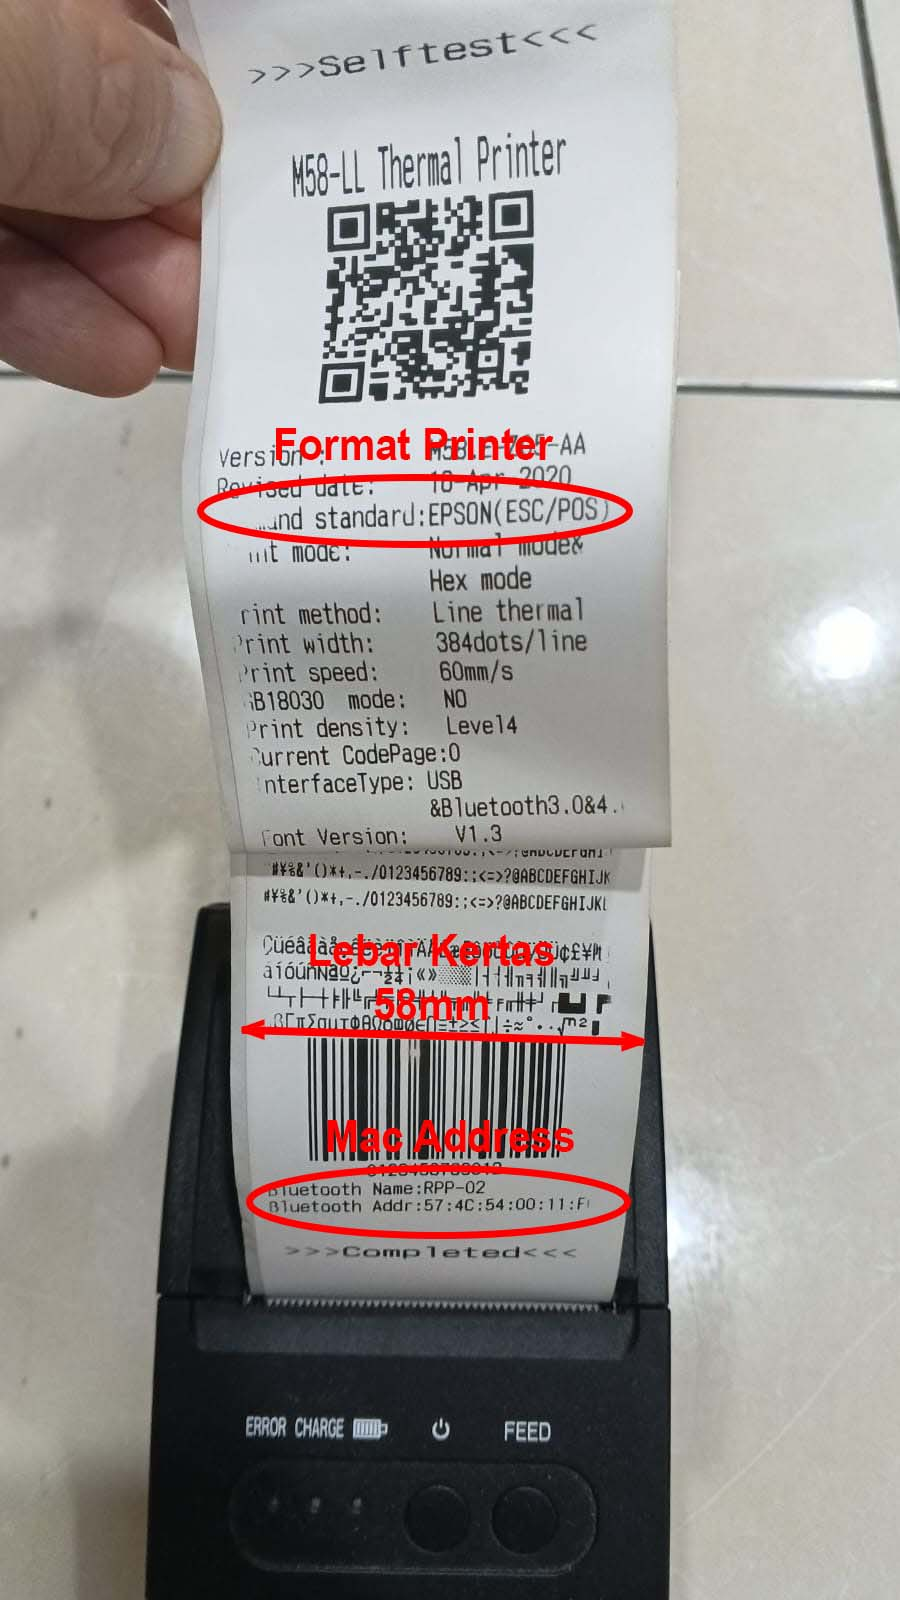 >>>Selftest<<<
M58-LL Thermal Printer
Format Printer
Version :
Revised date: 18 Apr 2020
standard:EPSON(ESC/POS)
mode: Normal mode&
Hex mode
rint method: Line thermal
Print width: 384dots/line
Print speed: 60mm/s
GB18030 mode: NO
Print density: Level4
Current CodePage:0
InterfaceType: USB
&Bluetooth3.0&4.
Font Version: V1.3
#¥%&'()*+,-./0123456789:;<=>?@ABCDEFGHIJK
#¥%&'()*+,-./0123456789:;<=>?@ABCDEFGHIJKL
Lebar Kertas
58mm
Mac Address
Bluetooth Name:RPP-02
Bluetooth Addr:57:4C:54:00:11:F
>>>Completed<<<
ERROR CHARGE FEED